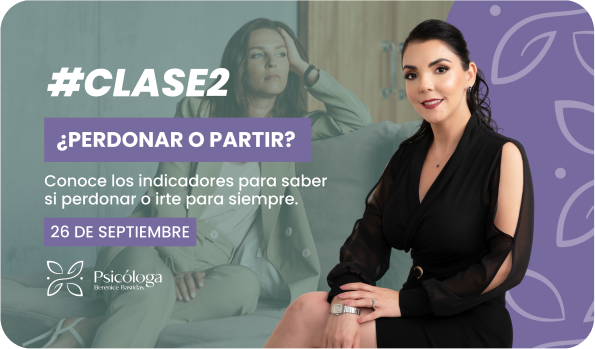 #CLASE2
¿PERDONAR O PARTIR?
Conoce los indicadores para saber
si perdonar o irte para siempre.
26 DE SEPTIEMBRE
Psicóloga
Berenice Bastidas